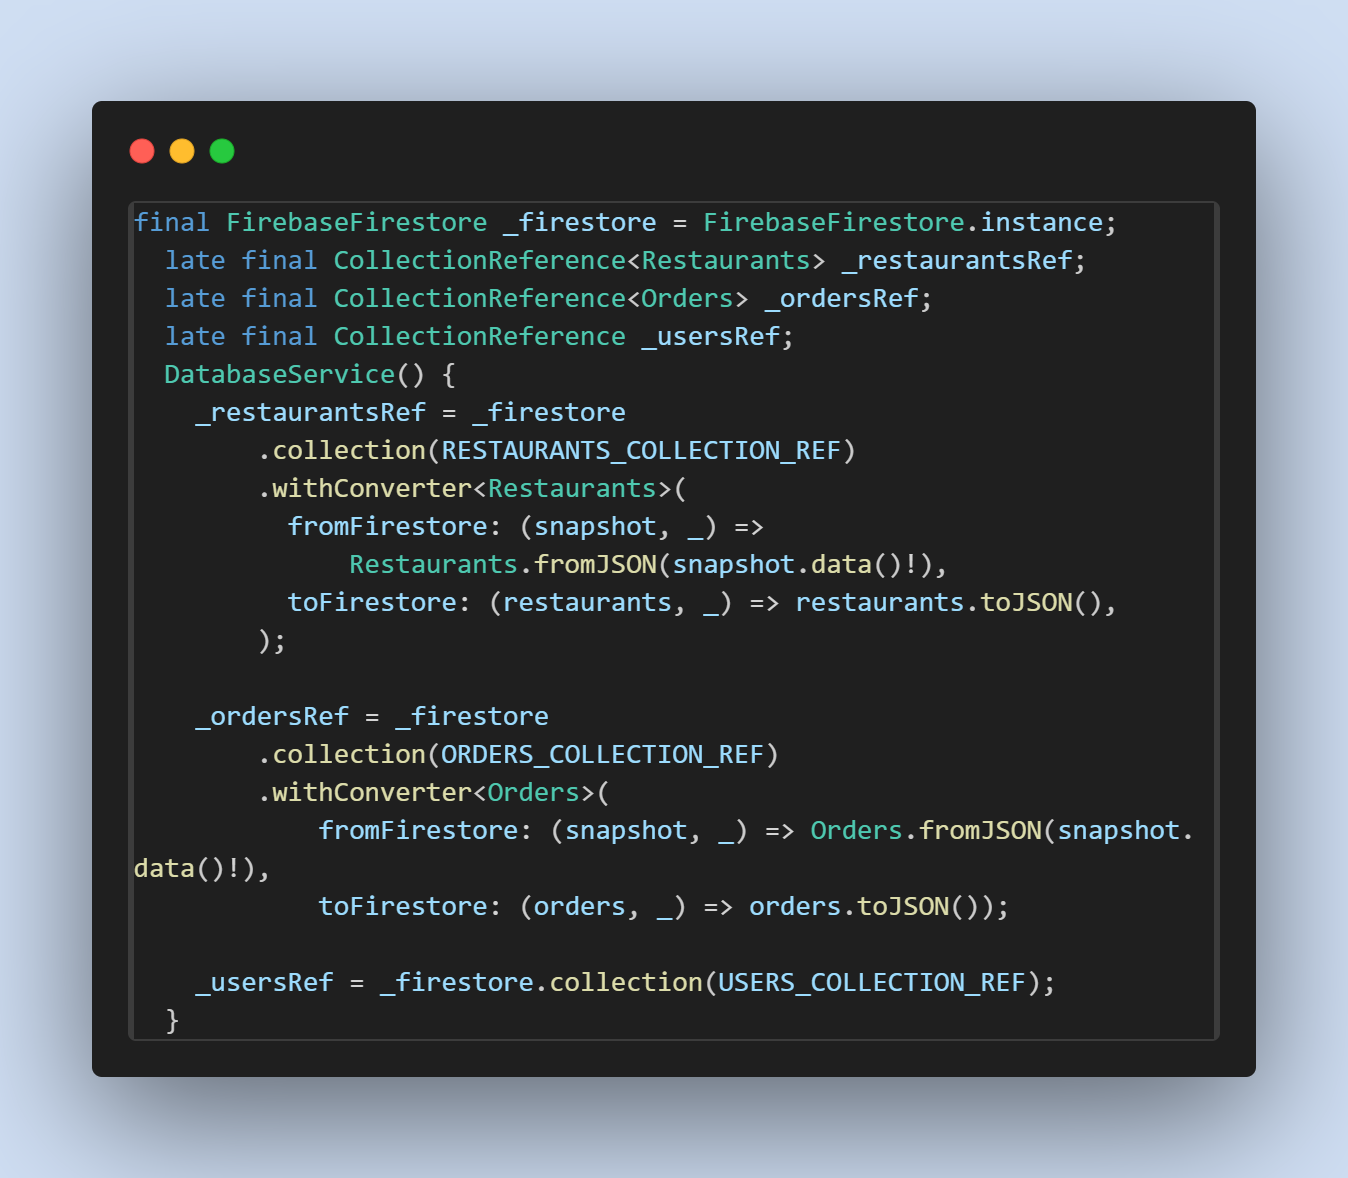 final FirebaseFirestore _firestore = FirebaseFirestore.instance;
  late final CollectionReference<Restaurants> _restaurantsRef;
  late final CollectionReference<Orders> _ordersRef;
  late final CollectionReference _usersRef;
  DatabaseService() {
    _restaurantsRef = _firestore
        .collection(RESTAURANTS_COLLECTION_REF)
        .withConverter<Restaurants>(
          fromFirestore: (snapshot, _) =>
              Restaurants.fromJSON(snapshot.data()!),
          toFirestore: (restaurants, _) => restaurants.toJSON(),
        );

    _ordersRef = _firestore
        .collection(ORDERS_COLLECTION_REF)
        .withConverter<Orders>(
            fromFirestore: (snapshot, _) => Orders.fromJSON(snapshot.
data()!),
            toFirestore: (orders, _) => orders.toJSON());

    _usersRef = _firestore.collection(USERS_COLLECTION_REF);
  }